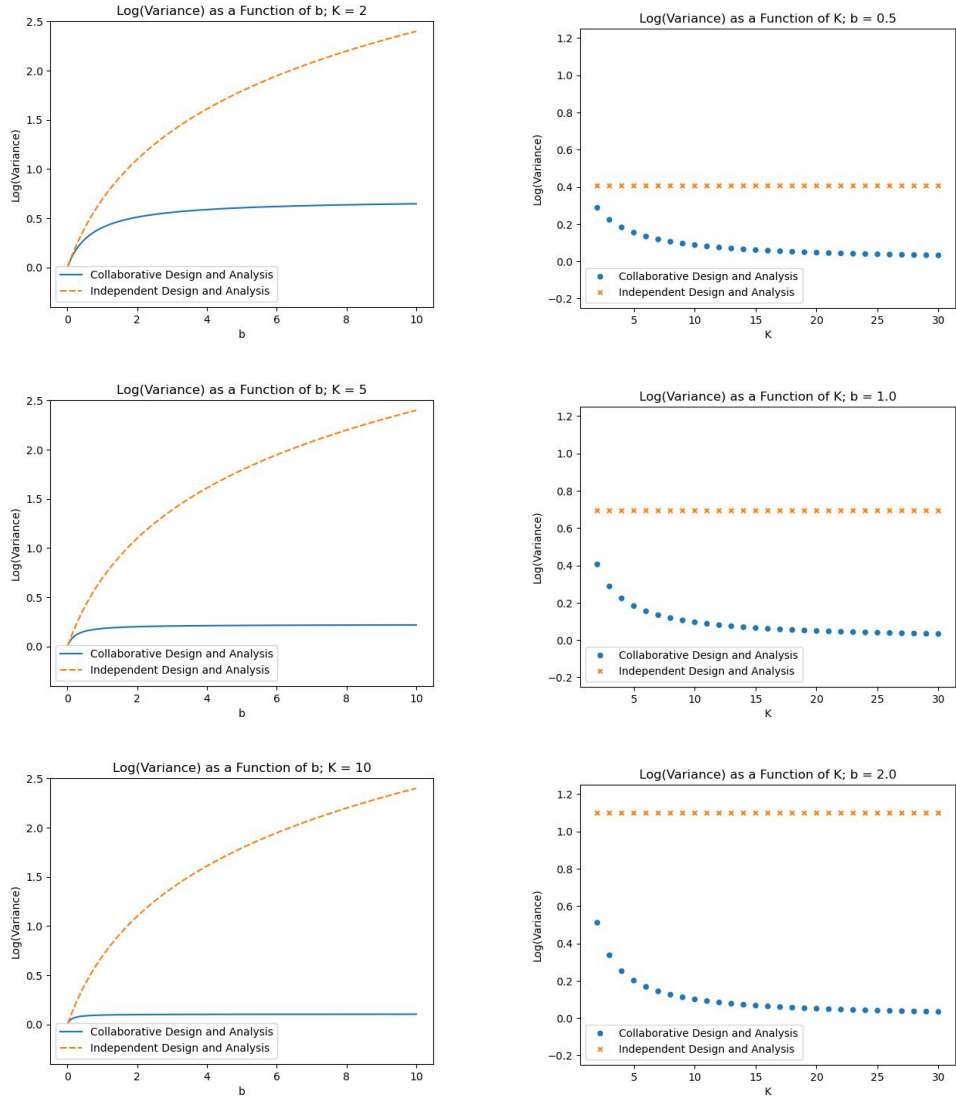 Log(Variance) as a Function of b; K = 2
2.5
2.0
1.5
1.0
0.5
0.0
Log(Variance)
Collaborative Design and Analysis
Independent Design and Analysis
0 2 4 6 8 10
b
Log(Variance) as a Function of K; b = 0.5
1.2
1.0
0.8
0.6
0.4
0.2
0.0
−0.2
Log(Variance)
Collaborative Design and Analysis
Independent Design and Analysis
5 10 15 20 25 30
K
Log(Variance) as a Function of b; K = 5
2.5
2.0
1.5
1.0
0.5
0.0
Log(Variance)
Collaborative Design and Analysis
Independent Design and Analysis
0 2 4 6 8 10
b
Log(Variance) as a Function of K; b = 1.0
1.2
1.0
0.8
0.6
0.4
0.2
0.0
−0.2
Log(Variance)
Collaborative Design and Analysis
Independent Design and Analysis
5 10 15 20 25 30
K
Log(Variance) as a Function of b; K = 10
2.5
2.0
1.5
1.0
0.5
0.0
Log(Variance)
Collaborative Design and Analysis
Independent Design and Analysis
0 2 4 6 8 10
b
Log(Variance) as a Function of K; b = 2.0
1.2
1.0
0.8
0.6
0.4
0.2
0.0
−0.2
Log(Variance)
Collaborative Design and Analysis
Independent Design and Analysis
5 10 15 20 25 30
K